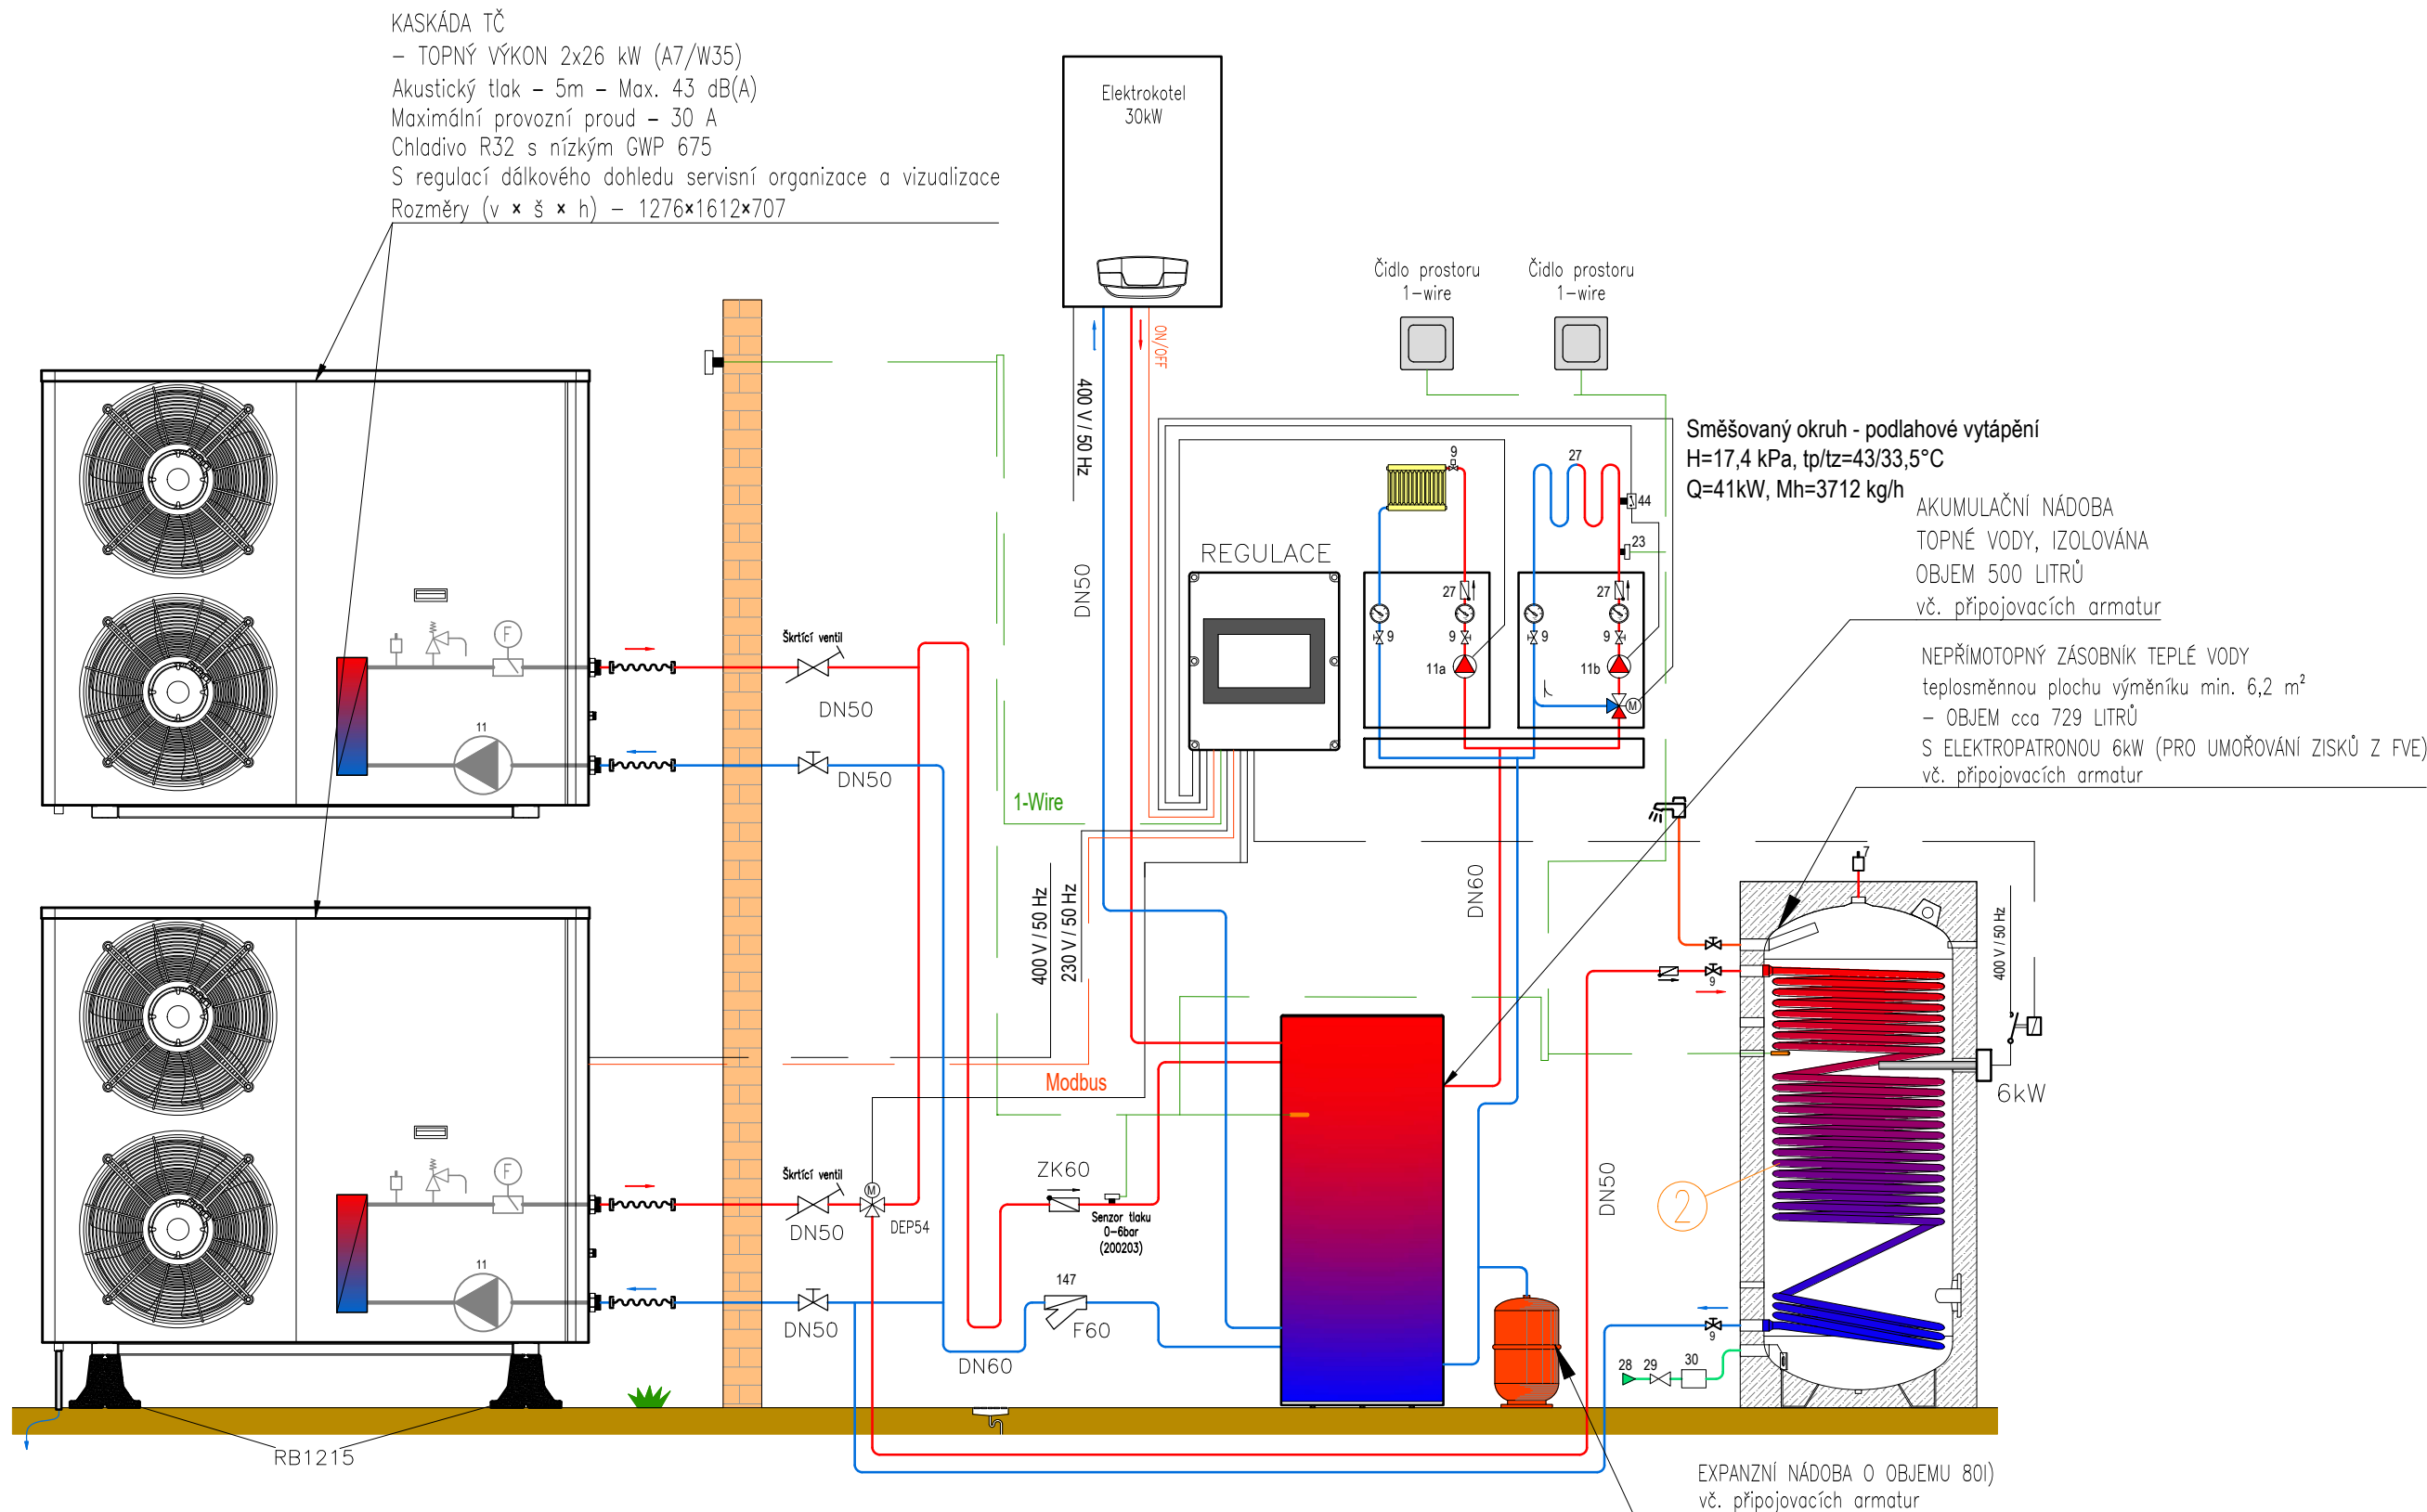 KASKÁDA TČ
– TOPNÝ VÝKON 2x26 kW (A7/W35)
Akustický tlak – 5m – Max. 43 dB(A)
Maximální provozní proud – 30 A
Chladivo R32 s nízkým GWP 675
S regulací dálkového dohledu servisní organizace a vizualizace
Rozměry (v × š × h) – 1276×1612×707
Elektrokotel
30kW
ON/OFF
400 V / 50 Hz
DN50
Čidlo prostoru
1–wire
Čidlo prostoru
1–wire
Směšovaný okruh - podlahové vytápění
H=17,4 kPa, tp/tz=43/33,5°C
Q=41kW, Mh=3712 kg/h
AKUMULAČNÍ NÁDOBA
TOPNÉ VODY, IZOLOVÁNA
OBJEM 500 LITRŮ
vč. připojovacích armatur
NEPŘÍMOTOPNÝ ZÁSOBNÍK TEPLÉ VODY
teplosměnnou plochu výměníku min. 6,2 m²
– OBJEM cca 729 LITRŮ
S ELEKTROPATRONOU 6kW (PRO UMOŘOVÁNÍ ZISKŮ Z FVE)
vč. připojovacích armatur
REGULACE
9
27
44
23
27
27
9
9
9
9
11a
11b
M
F
11
Škrtící ventil
DN50
DN50
1-Wire
400 V / 50 Hz
230 V / 50 Hz
DN60
7
400 V / 50 Hz
9
6kW
Modbus
F
11
Škrtící ventil
DN50
M
DEP54
ZK60
Senzor tlaku
0–6bar
(200203)
DN50
2
DN50
147
F60
DN60
9
28
29
30
RB1215
EXPANZNÍ NÁDOBA O OBJEMU 80l)
vč. připojovacích armatur